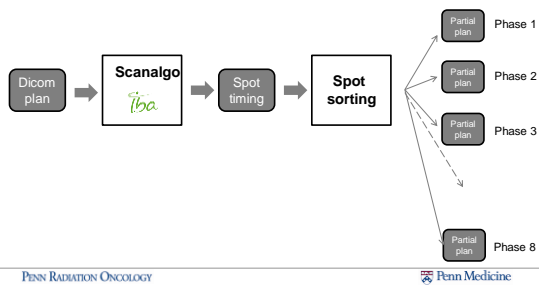 Dicom
plan
Scanalgo
iba
Spot
timing
Spot
sorting
Partial
plan
Phase 1
Partial
plan
Phase 2
Partial
plan
Phase 3
Partial
plan
Phase 8
PENN RADIATION ONCOLOGY
Penn Medicine